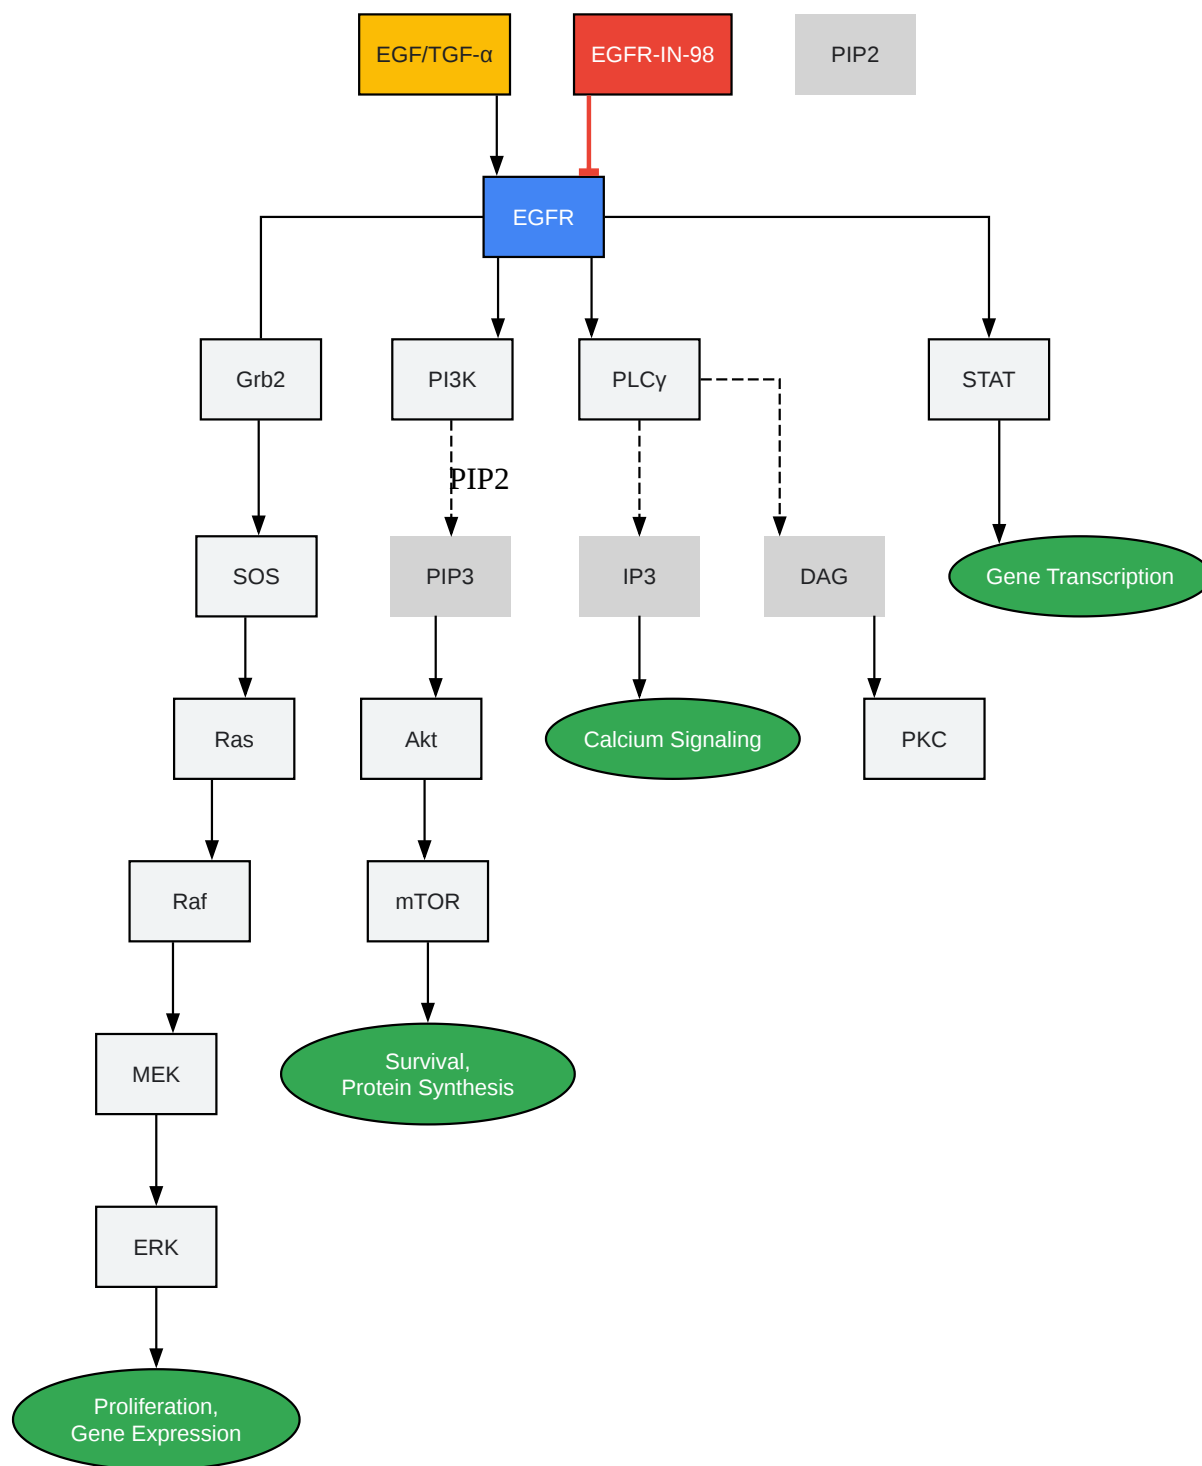 EGF/TGF-α
EGFR-IN-98
PIP2
EGFR
Grb2
PI3K
PLCγ
STAT
PIP2
SOS
PIP3
IP3
DAG
Gene Transcription
Ras
Akt
Calcium Signaling
PKC
Raf
mTOR
Survival,
Protein Synthesis
MEK
ERK
Proliferation,
Gene Expression